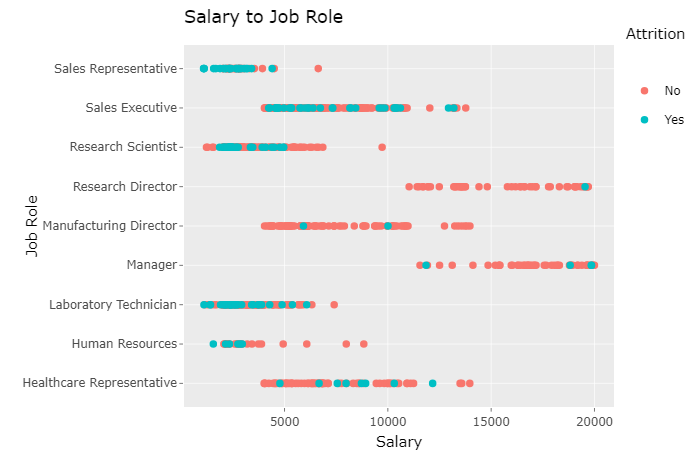 Salary to Job Role
Attrition
No
Yes
Job Role
Sales Representative
Sales Executive
Research Scientist
Research Director
Manufacturing Director
Manager
Laboratory Technician
Human Resources
Healthcare Representative
5000 10000 15000 20000
Salary